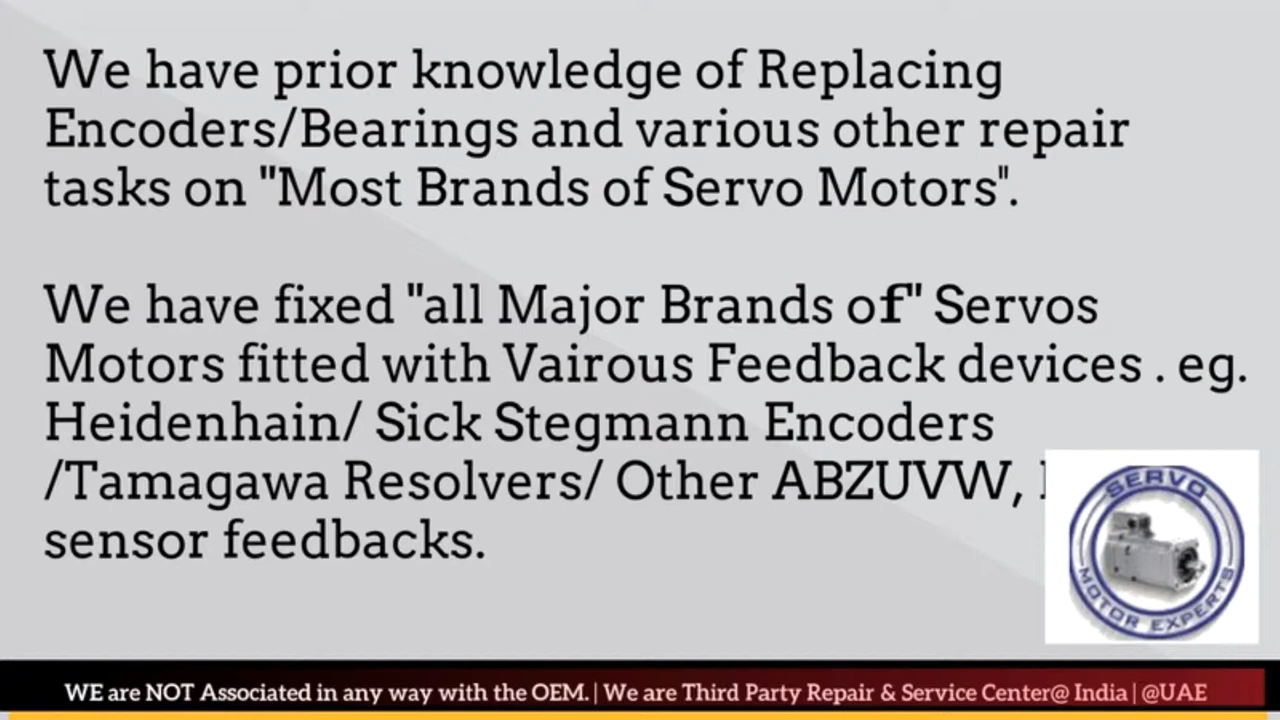 We have prior knowledge of Replacing
Encoders/Bearings and various other repair
tasks on "Most Brands of Servo Motors".
We have fixed "all Major Brands of" Servos
Motors fitted with Vairous Feedback devices . eg.
Heidenhain/ Sick Stegmann Encoders
/Tamagawa Resolvers/ Other ABZUVW,
sensor feedbacks.
SERVO
MOTOR EXPERTS
WE are NOT Associated in any way with the OEM. | We are Third Party Repair & Service Center@ India | @UAE